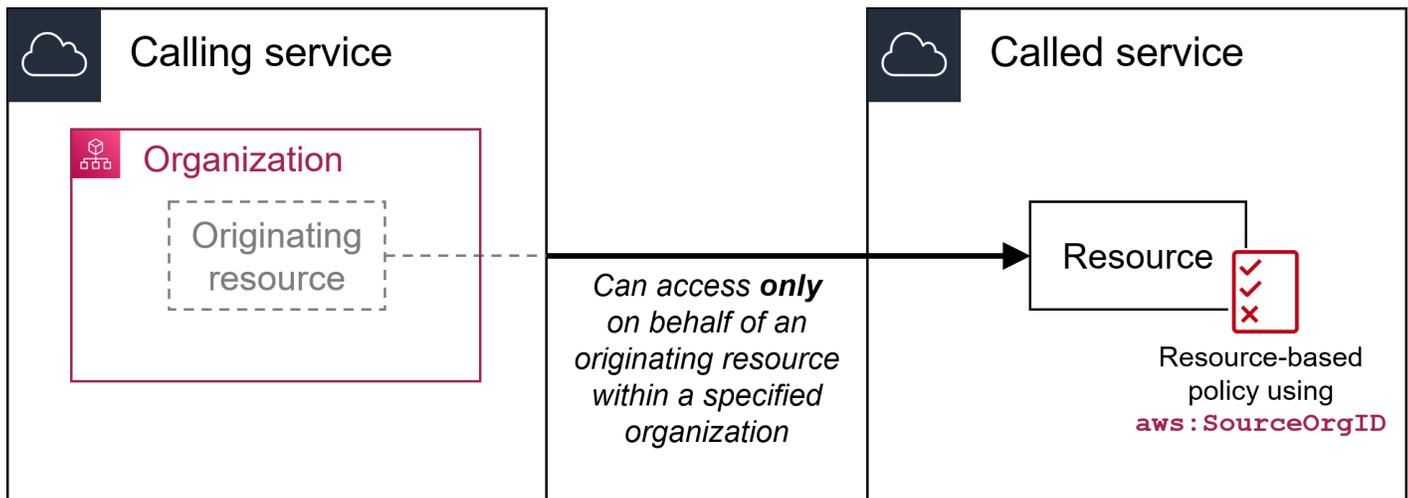 Calling service
Organization
Originating
resource
Can access only
on behalf of an
originating resource
within a specified
organization
Called service
Resource
Resource-based
policy using
aws:SourceOrgID